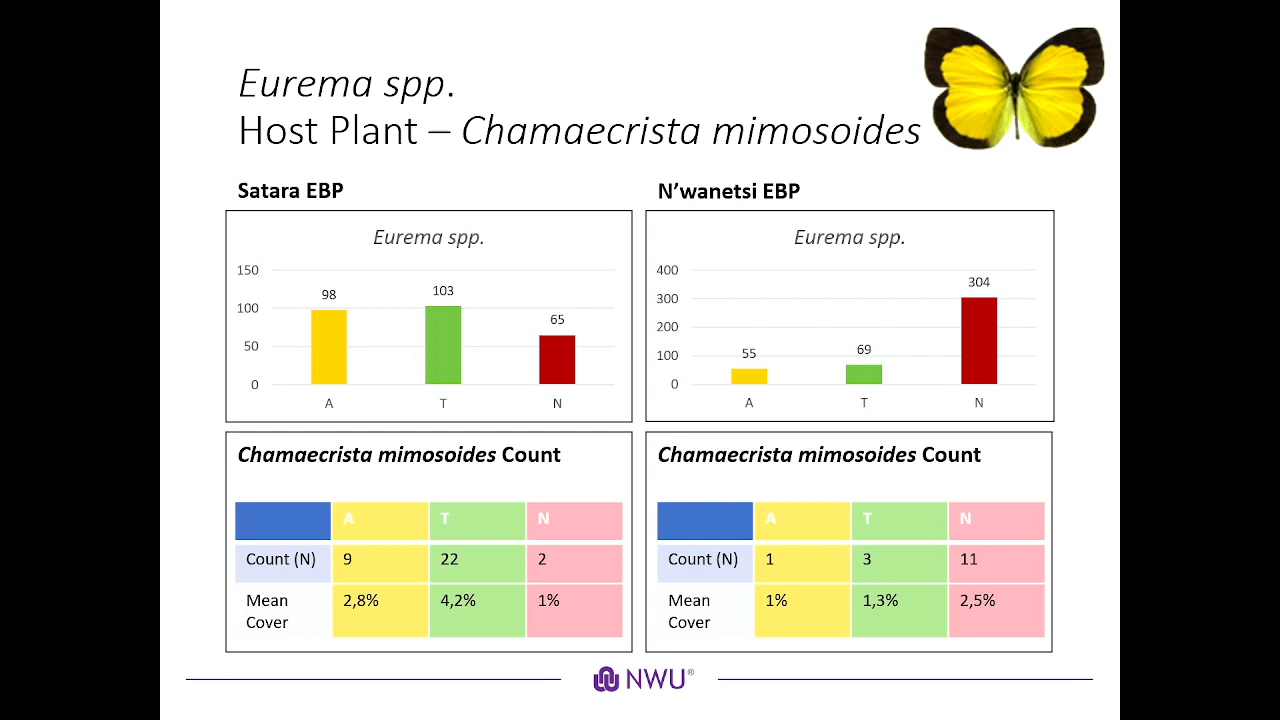 Eurema spp.
Host Plant – Chamaecrista mimosoides
Satara EBP
Eurema spp.
150
100
50
0
98
103
65
A T N
Chamaecrista mimosoides Count
A T N
Count (N) 9 22 2
Mean Cover 2,8% 4,2% 1%
N’wanetsi EBP
Eurema spp.
400
300
200
100
0
55
69
304
A T N
Chamaecrista mimosoides Count
A T N
Count (N) 1 3 11
Mean Cover 1% 1,3% 2,5%
NWU®